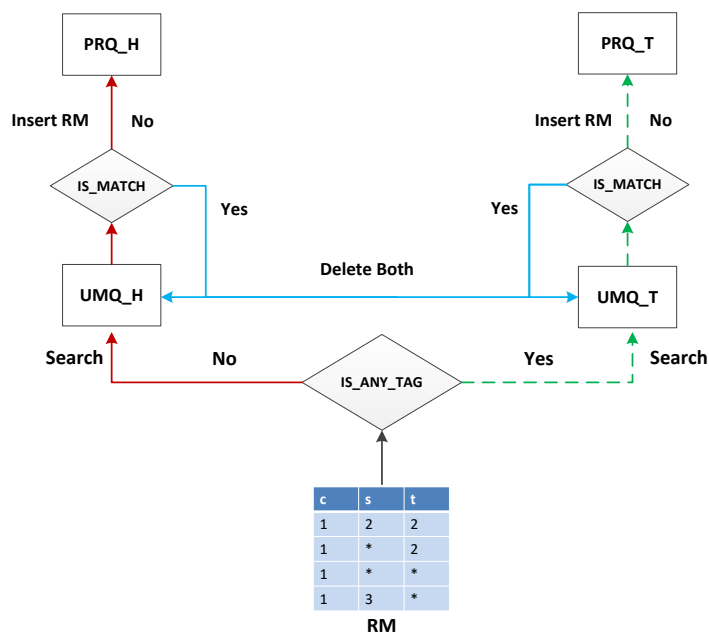 PRQ_H PRQ_T
Insert RM No Insert RM No
IS_MATCH IS_MATCH
Yes Yes
Delete Both
UMQ_H UMQ_T
Search No Yes Search
IS_ANY_TAG
c s t
1 2 2
1 * 2
1 * *
1 3 *
RM